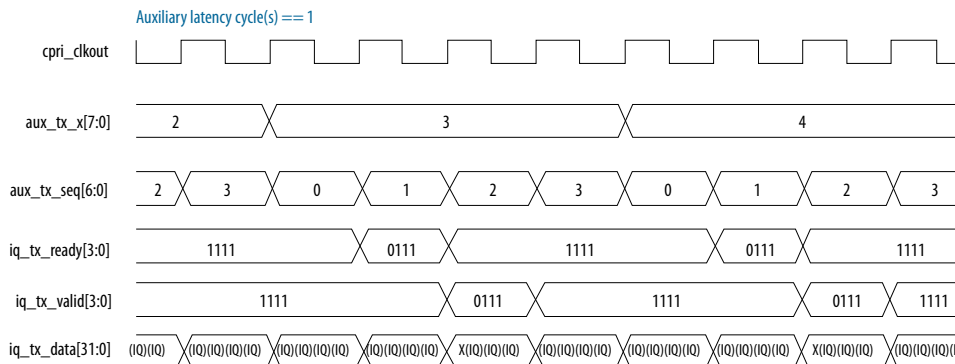 Auxiliary latency cycle(s) == 1
cpri_clkout
aux_tx_x[7:0] 2 3 4
aux_tx_seq[6:0] 2 3 0 1 2 3 0 1 2 3
iq_tx_ready[3:0] 1111 0111 1111 0111 1111
iq_tx_valid[3:0] 1111 0111 1111 0111 1111
iq_tx_data[31:0] (IQ)(IQ) (IQ)(IQ)(IQ)(IQ) (IQ)(IQ)(IQ)(IQ) (IQ)(IQ)(IQ)(IQ) X(IQ)(IQ)(IQ) (IQ)(IQ)(IQ)(IQ) (IQ)(IQ)(IQ)(IQ) (IQ)(IQ)(IQ)(IQ) X(IQ)(IQ)(IQ) (IQ)(IQ)(IQ)